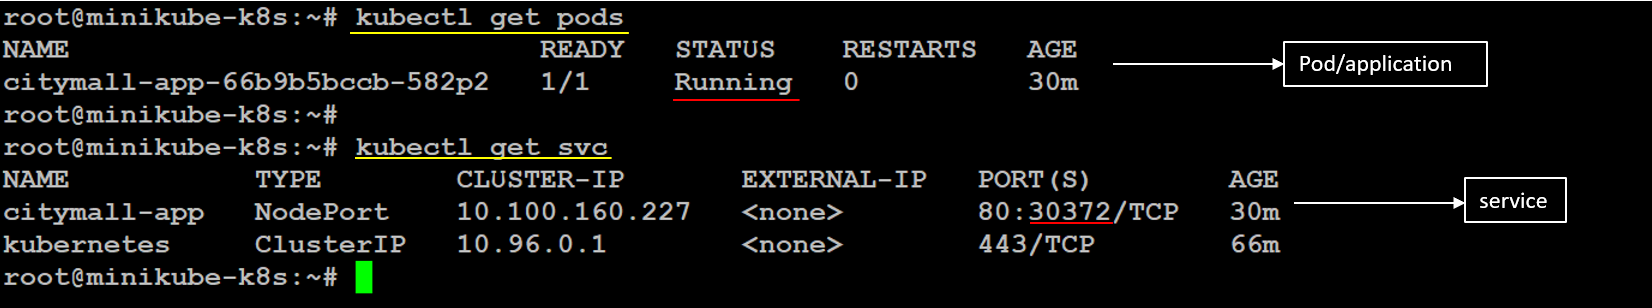 root@minikube-k8s:~# kubectl get pods
NAME READY STATUS RESTARTS AGE
citymall-app-66b9b5bccb-582p2 1/1 Running 0 30m
Pod/application
root@minikube-k8s:~#
root@minikube-k8s:~# kubectl get svc
NAME TYPE CLUSTER-IP EXTERNAL-IP PORT(S) AGE
citymall-app NodePort 10.100.160.227 <none> 80:30372/TCP 30m
service
kubernetes ClusterIP 10.96.0.1 <none> 443/TCP 66m
root@minikube-k8s:~#